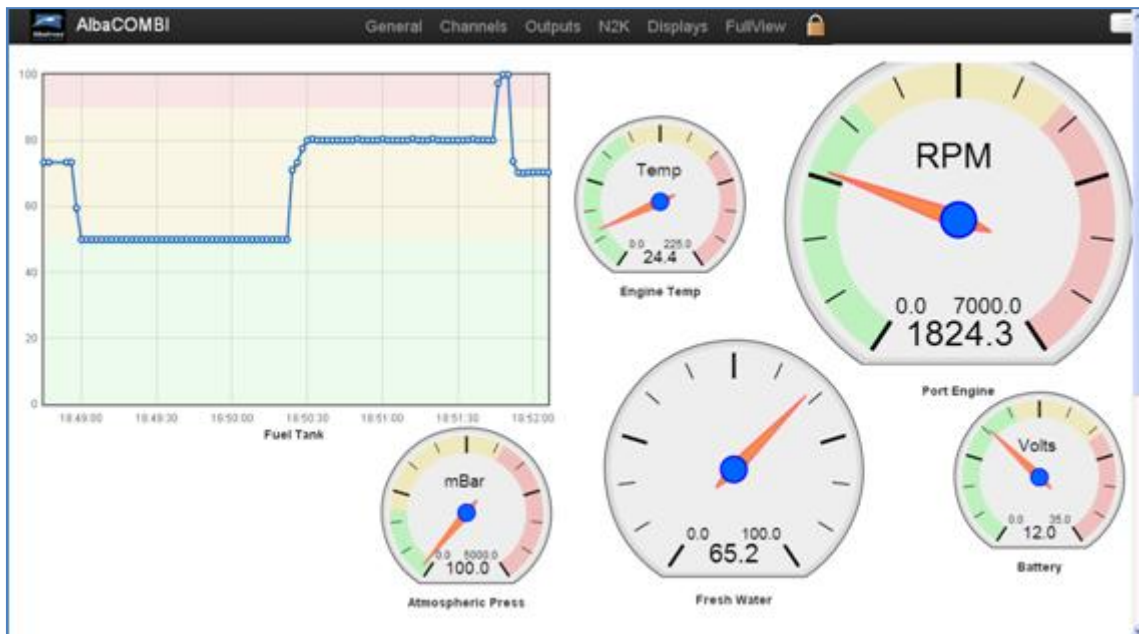 AlbaCOMBI
General Channels Outputs N2K Displays FullView
100
80
60
40
20
0
18:49:00 18:49:30 18:50:00 18:50:30 18:51:00 18:51:30 18:52:00
Fuel Tank
Temp
0.0 225.0
24.4
Engine Temp
RPM
0.0 7000.0
1824.3
Port Engine
mBar
0.0 5000.0
100.0
Atmospheric Press
0.0 100.0
65.2
Fresh Water
Volts
0.0 35.0
12.0
Battery